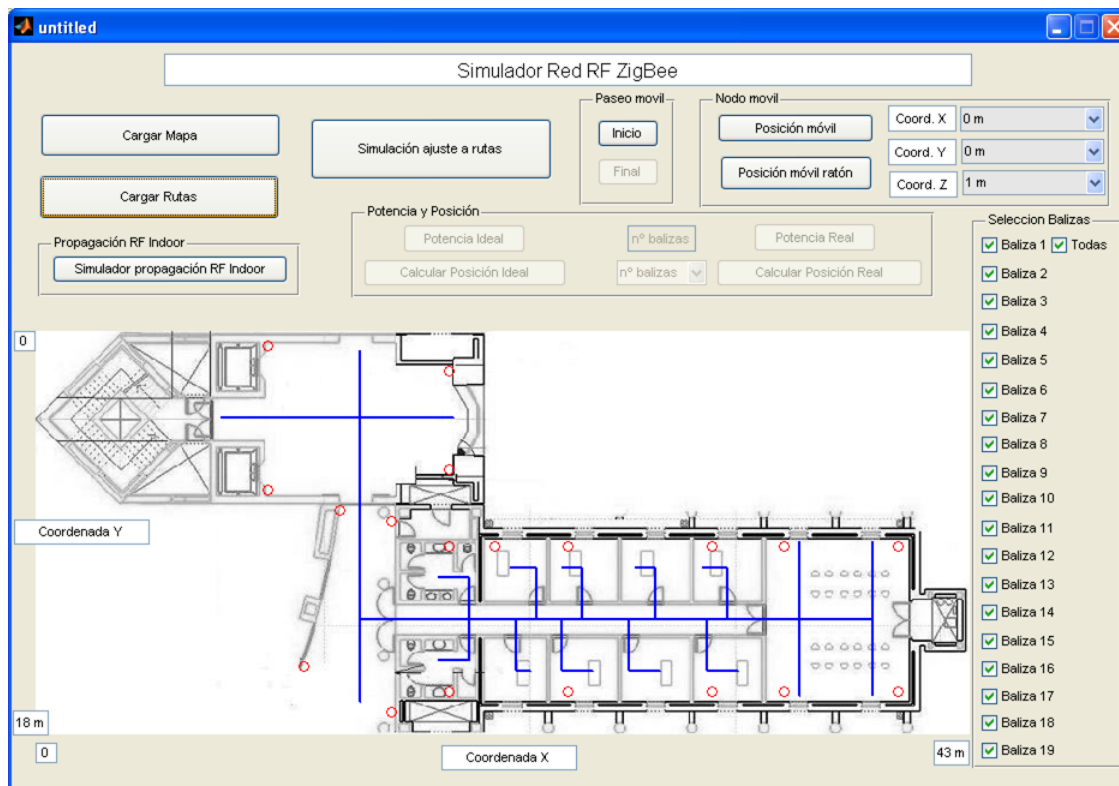 untitled
Simulador Red RF ZigBee
Cargar Mapa
Cargar Rutas
Simulación ajuste a rutas
Paseo movil
Inicio
Final
Nodo movil
Posición móvil
Posición móvil ratón
Coord. X 0 m
Coord. Y 0 m
Coord. Z 1 m
Propagación RF Indoor
Simulador propagación RF Indoor
Potencia y Posición
Potencia Ideal nº balizas Potencia Real
Calcular Posición Ideal nº balizas Calcular Posición Real
Seleccion Balizas
Baliza 1 Todas
Baliza 2
Baliza 3
Baliza 4
Baliza 5
Baliza 6
Baliza 7
Baliza 8
Baliza 9
Baliza 10
Baliza 11
Baliza 12
Baliza 13
Baliza 14
Baliza 15
Baliza 16
Baliza 17
Baliza 18
Baliza 19
0
Coordenada Y
18 m
0
Coordenada X
43 m